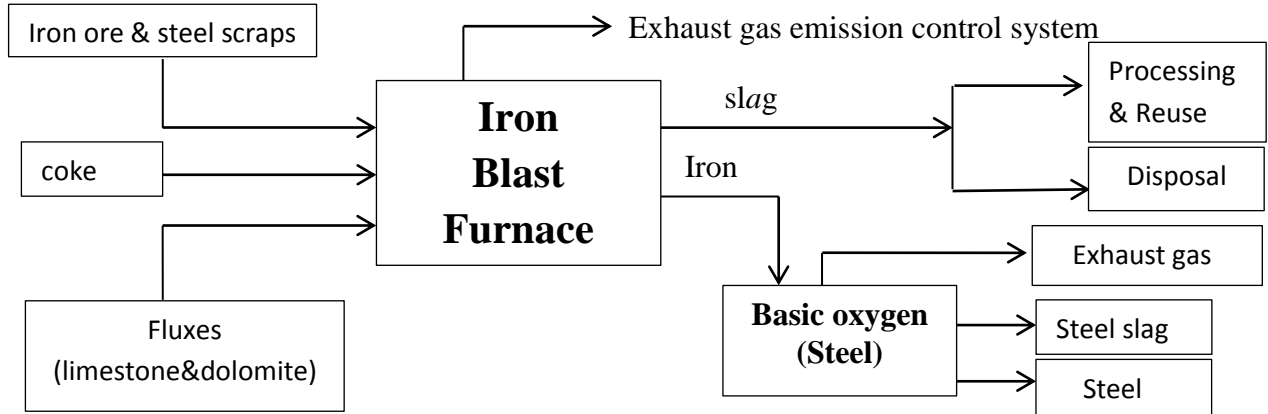 Iron ore & steel scraps
Exhaust gas emission control system
Processing
& Reuse
slag
Iron
Blast
Furnace
coke
Iron
Disposal
Exhaust gas
Fluxes
(limestone&dolomite)
Basic oxygen
(Steel)
Steel slag
Steel